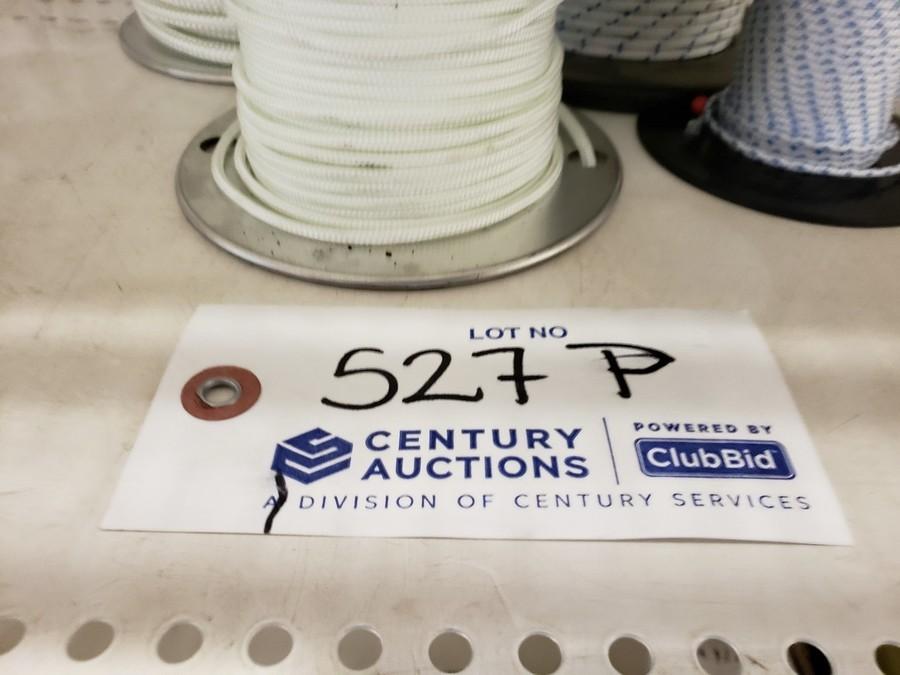 LOT NO
527 P
CENTURY
AUCTIONS
POWERED BY
ClubBid
A DIVISION OF CENTURY SERVICES